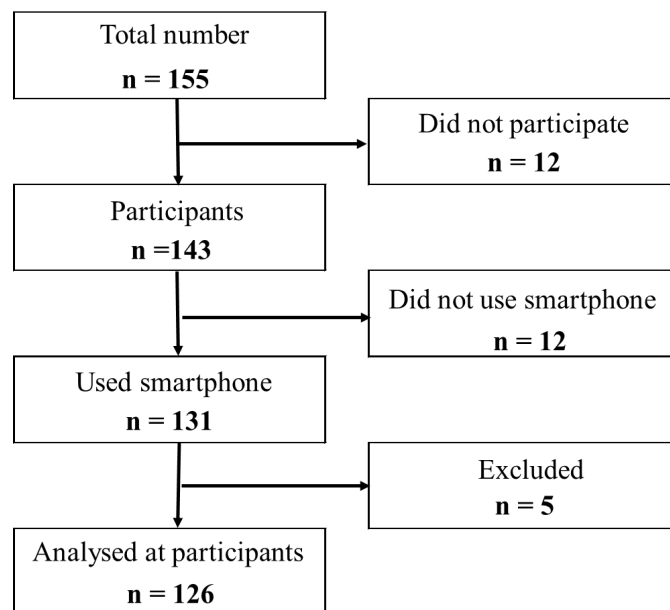 Total number
n = 155
Did not participate
n = 12
Participants
n =143
Did not use smartphone
n = 12
Used smartphone
n = 131
Excluded
n = 5
Analysed at participants
n = 126